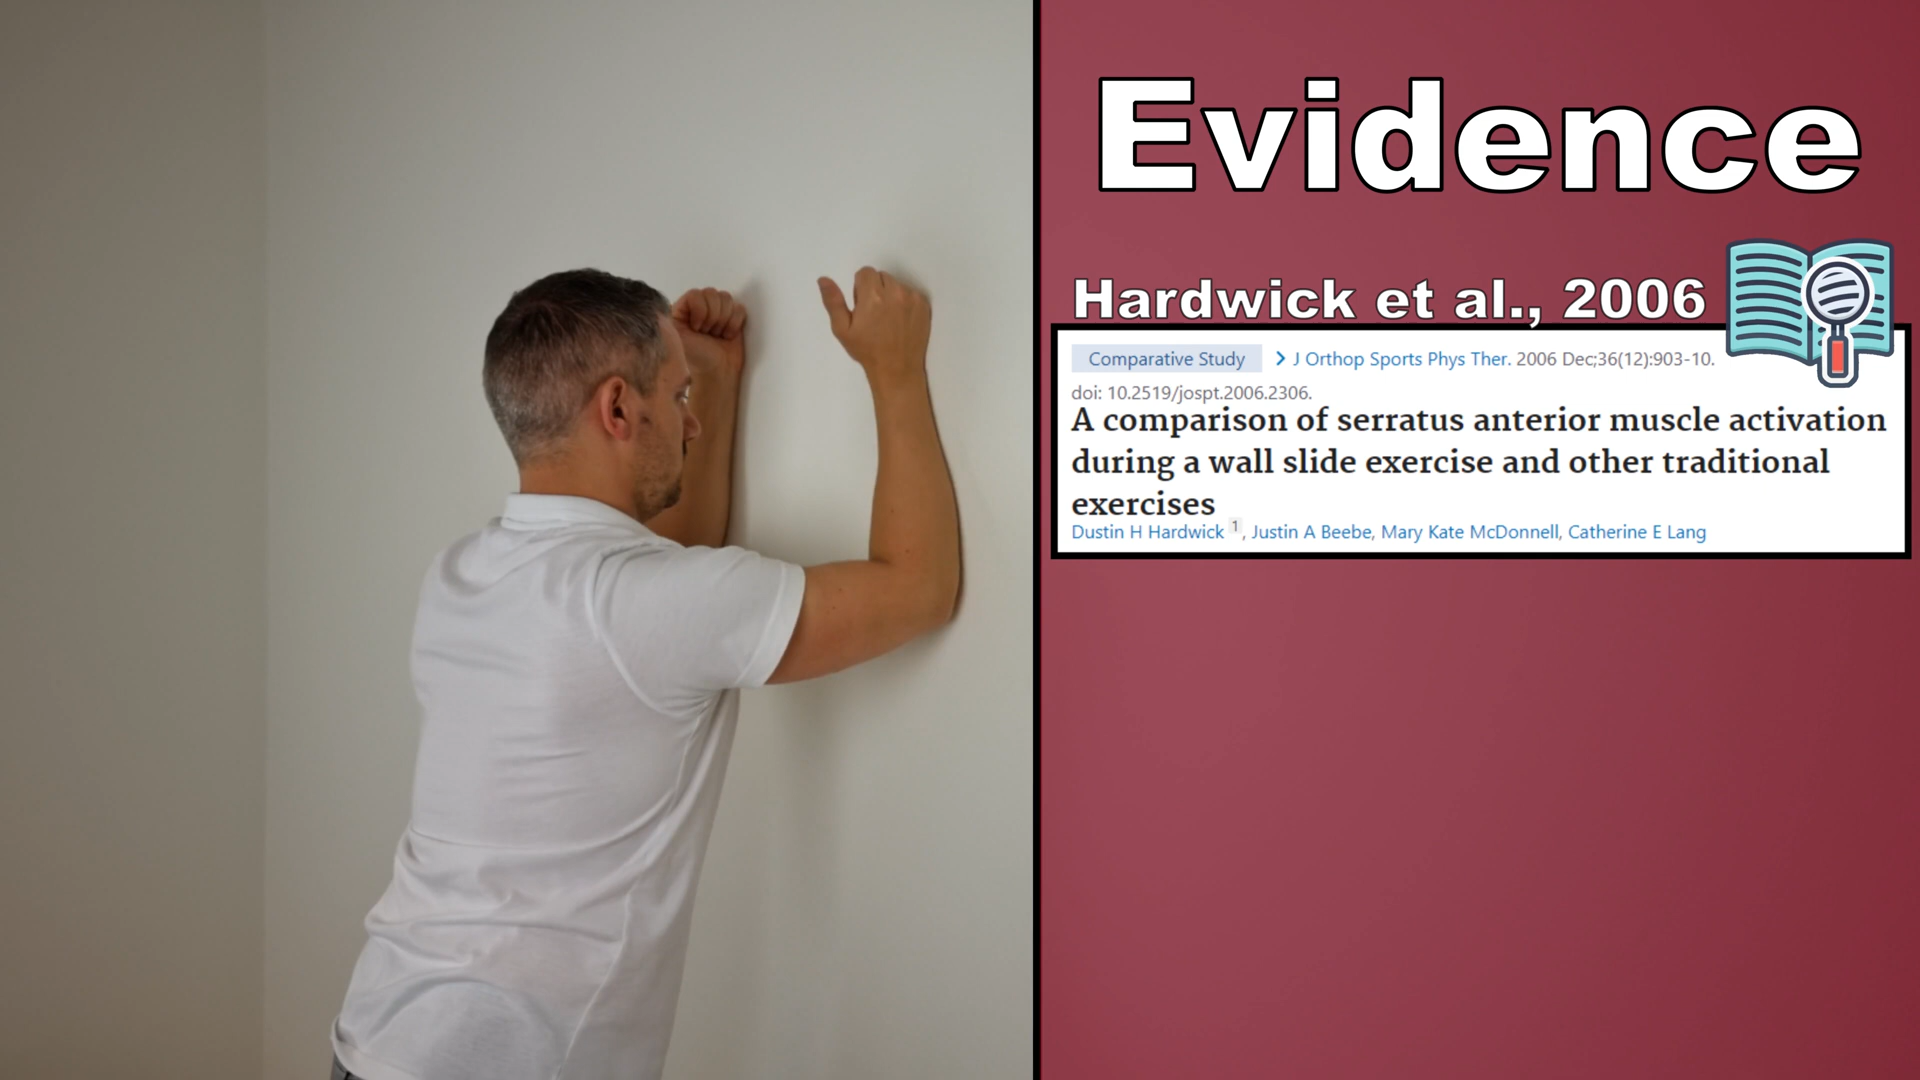 Evidence
Hardwick et al., 2006
Comparative Study > J Orthop Sports Phys Ther. 2006 Dec;36(12):903-10.
doi: 10.2519/jospt.2006.2306.
A comparison of serratus anterior muscle activation
during a wall slide exercise and other traditional
exercises
Dustin H Hardwick 1, Justin A Beebe, Mary Kate McDonnell, Catherine E Lang